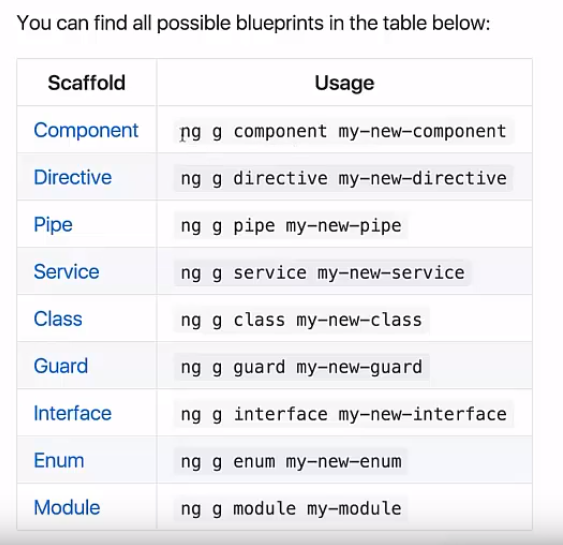 You can find all possible blueprints in the table below:
Scaffold Usage
Component ng g component my-new-component
Directive ng g directive my-new-directive
Pipe ng g pipe my-new-pipe
Service ng g service my-new-service
Class ng g class my-new-class
Guard ng g guard my-new-guard
Interface ng g interface my-new-interface
Enum ng g enum my-new-enum
Module ng g module my-module